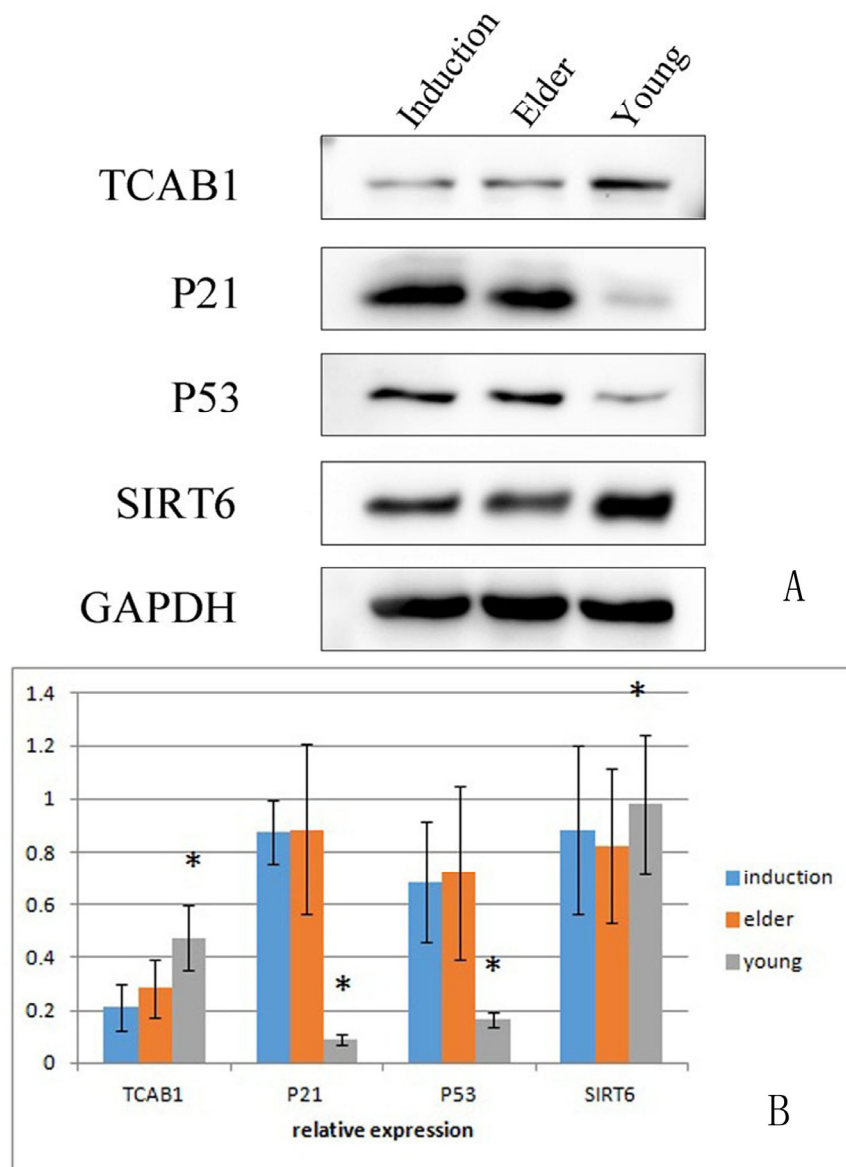 Induction Elder Young
TCAB1
P21
P53
SIRT6
GAPDH
A
1.4
1.2
1
0.8
0.6
0.4
0.2
0
*
*
*
*
induction
elder
young
TCAB1 P21 P53 SIRT6
relative expression
B